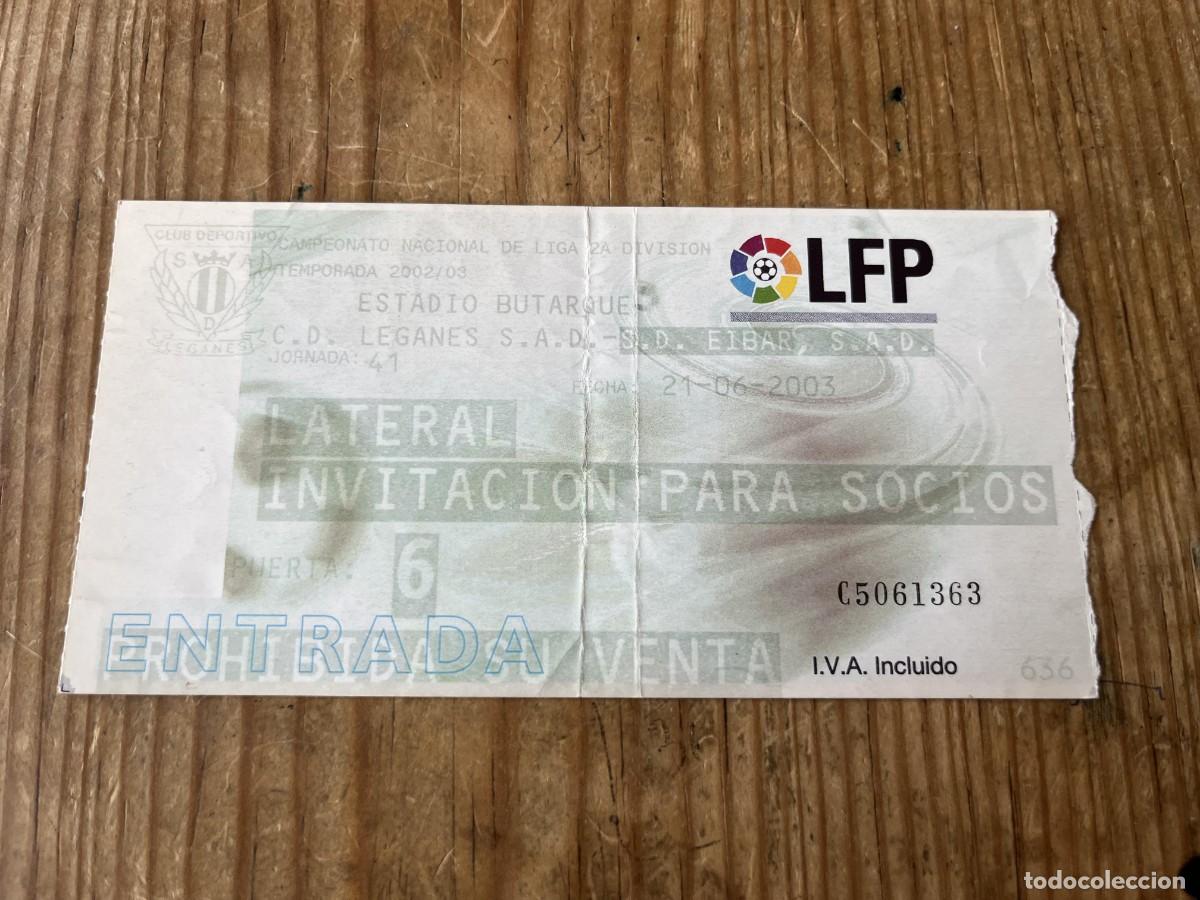 CLUB DEPORTIVO
S A
D
LEGANES
CAMPEONATO NACIONAL DE LIGA 2A DIVISION
TEMPORADA 2002/03
LFP
ESTADIO BUTARQUE
C.D. LEGANES S.A.D.-S.D. EIBAR, S.A.D.
JORNADA: 41
FECHA: 21-06-2003
LATERAL
INVITACION PARA SOCIOS
PUERTA: 6
C5061363
ENTRADA
PROHIBIDA SU VENTA
I.V.A. Incluido
636
todocoleccion